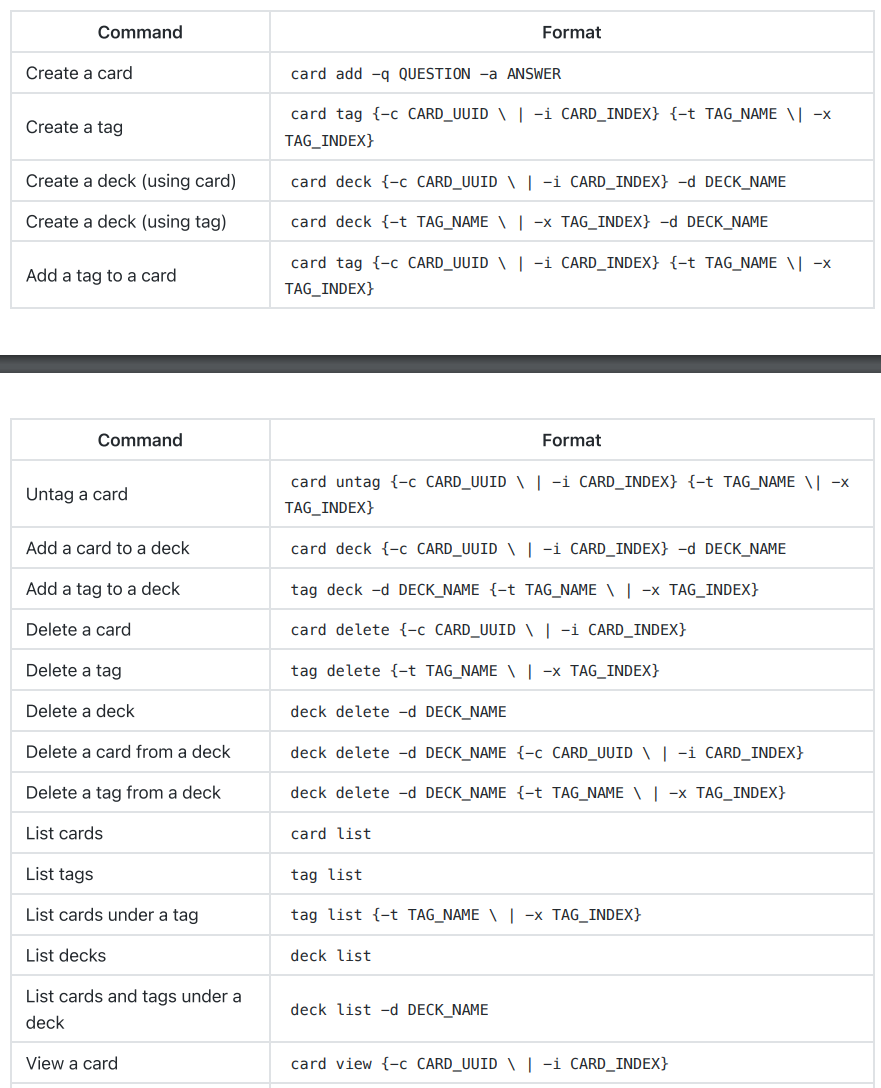 Command Format
Create a card card add -q QUESTION -a ANSWER
Create a tag card tag {-c CARD_UUID \ | -i CARD_INDEX} {-t TAG_NAME \| -x
TAG_INDEX}
Create a deck (using card) card deck {-c CARD_UUID \ | -i CARD_INDEX} -d DECK_NAME
Create a deck (using tag) card deck {-t TAG_NAME \ | -x TAG_INDEX} -d DECK_NAME
Add a tag to a card card tag {-c CARD_UUID \ | -i CARD_INDEX} {-t TAG_NAME \| -x
TAG_INDEX}
Command Format
Untag a card card untag {-c CARD_UUID \ | -i CARD_INDEX} {-t TAG_NAME \| -x
TAG_INDEX}
Add a card to a deck card deck {-c CARD_UUID \ | -i CARD_INDEX} -d DECK_NAME
Add a tag to a deck tag deck -d DECK_NAME {-t TAG_NAME \ | -x TAG_INDEX}
Delete a card card delete {-c CARD_UUID \ | -i CARD_INDEX}
Delete a tag tag delete {-t TAG_NAME \ | -x TAG_INDEX}
Delete a deck deck delete -d DECK_NAME
Delete a card from a deck deck delete -d DECK_NAME {-c CARD_UUID \ | -i CARD_INDEX}
Delete a tag from a deck deck delete -d DECK_NAME {-t TAG_NAME \ | -x TAG_INDEX}
List cards card list
List tags tag list
List cards under a tag tag list {-t TAG_NAME \ | -x TAG_INDEX}
List decks deck list
List cards and tags under a
deck deck list -d DECK_NAME
View a card card view {-c CARD_UUID \ | -i CARD_INDEX}